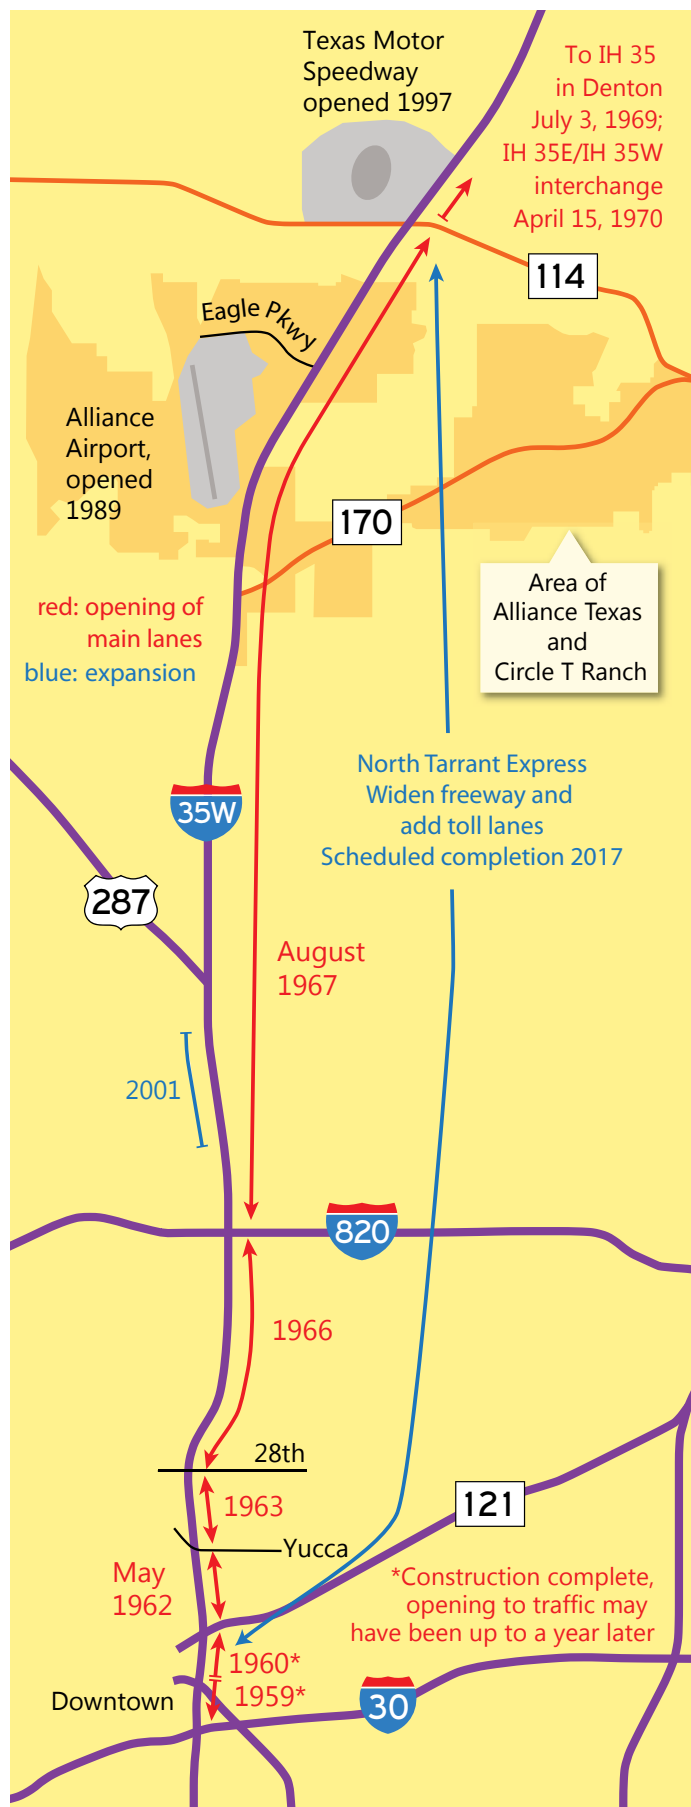 Texas Motor
Speedway
opened 1997
To IH 35
in Denton
July 3, 1969;
IH 35E/IH 35W
interchange
April 15, 1970
114
Eagle Pkwy
Alliance
Airport,
opened
1989
170
Area of
Alliance Texas
and
Circle T Ranch
red: opening of
main lanes
blue: expansion
North Tarrant Express
Widen freeway and
add toll lanes
Scheduled completion 2017
35W
287
August
1967
2001
820
1966
28th
1963
121
Yucca
May
1962
*Construction complete,
opening to traffic may
have been up to a year later
1960*
1959*
Downtown
30